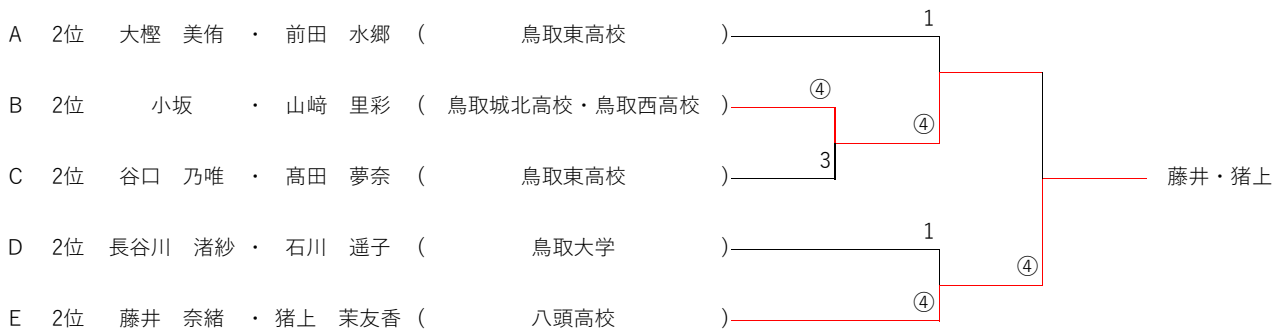 1
A 2位 大樫 美侑 ・ 前田 水郷 ( 鳥取東高校 )
④
B 2位 小坂 ・ 山﨑 里彩 ( 鳥取城北高校・鳥取西高校 )
④
3
C 2位 谷口 乃唯 ・ 髙田 夢奈 ( 鳥取東高校 )
藤井・猪上
1
D 2位 長谷川 渚紗 ・ 石川 遥子 ( 鳥取大学 )
④
④
E 2位 藤井 奈緒 ・ 猪上 茉友香 ( 八頭高校 )